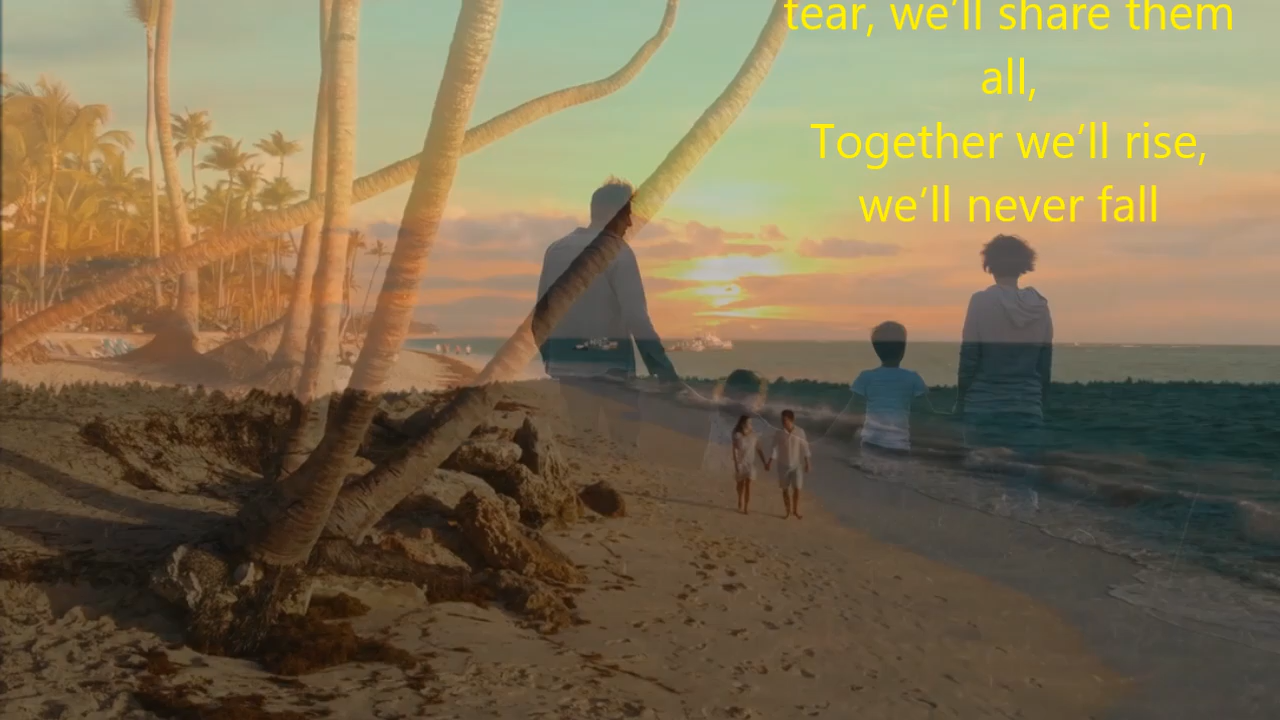 tear, we’ll share them
all,
Together we’ll rise,
we’ll never fall